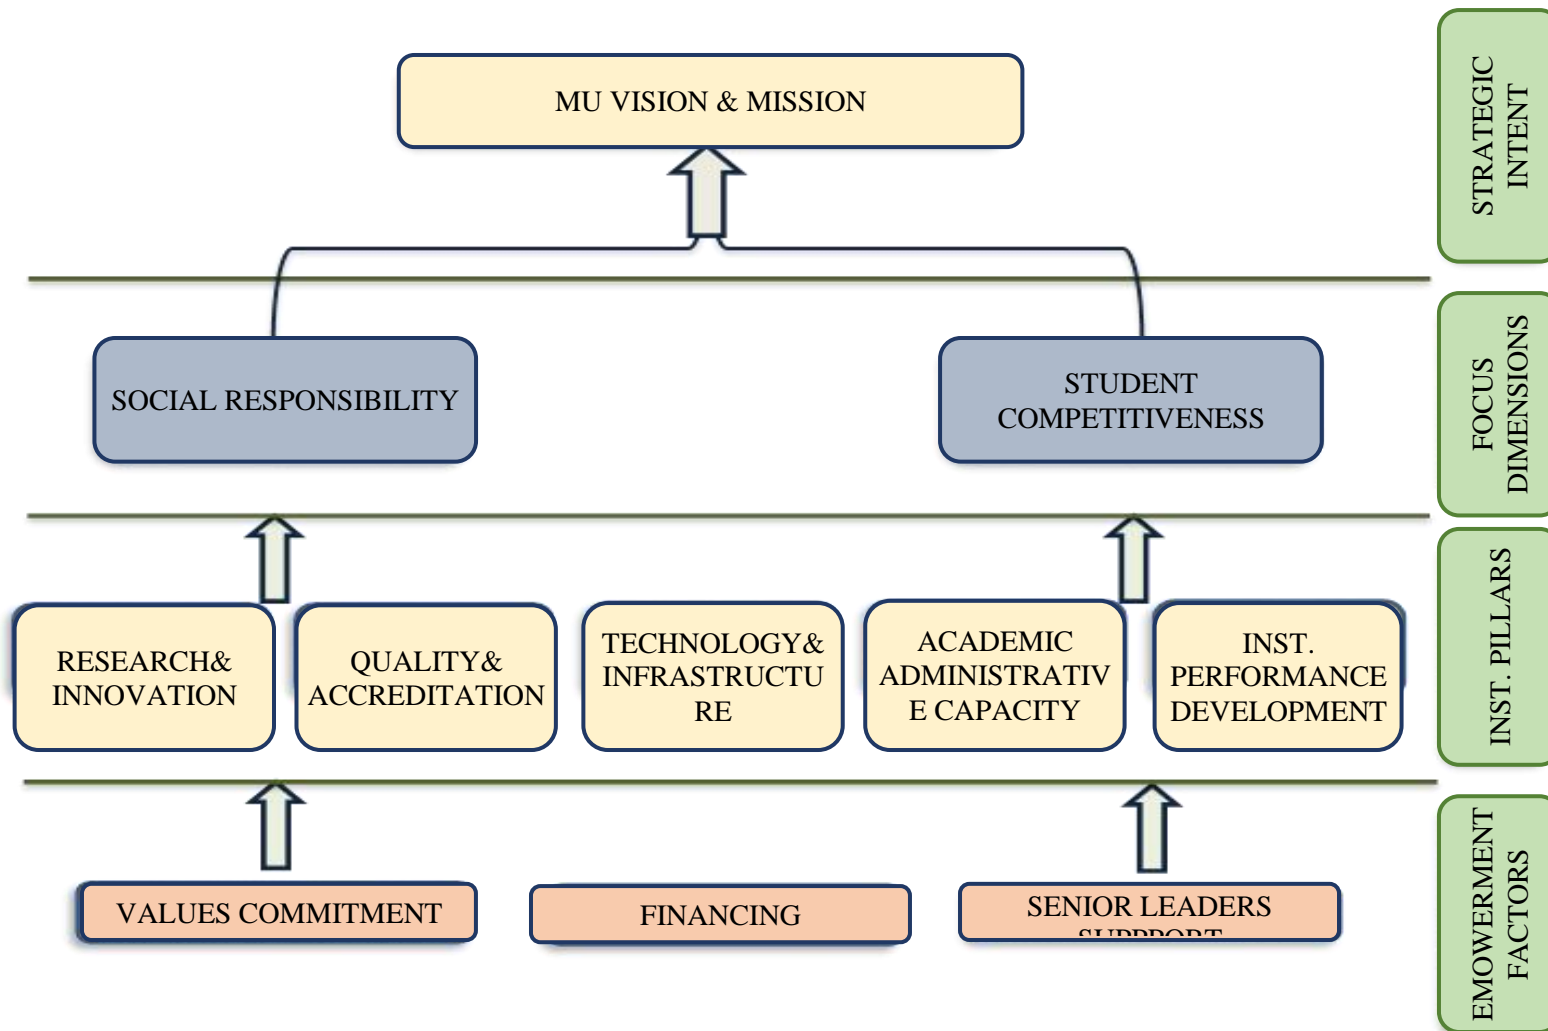 MU VISION & MISSION
STRATEGIC
INTENT
SOCIAL RESPONSIBILITY
STUDENT
COMPETITIVENESS
FOCUS
DIMENSIONS
RESEARCH&
INNOVATION
QUALITY&
ACCREDITATION
TECHNOLOGY&
INFRASTRUCTU
RE
ACADEMIC
ADMINISTRATIV
E CAPACITY
INST.
PERFORMANCE
DEVELOPMENT
INST. PILLARS
VALUES COMMITMENT
FINANCING
SENIOR LEADERS
SUPPPORT
EMOWERMENT
FACTORS